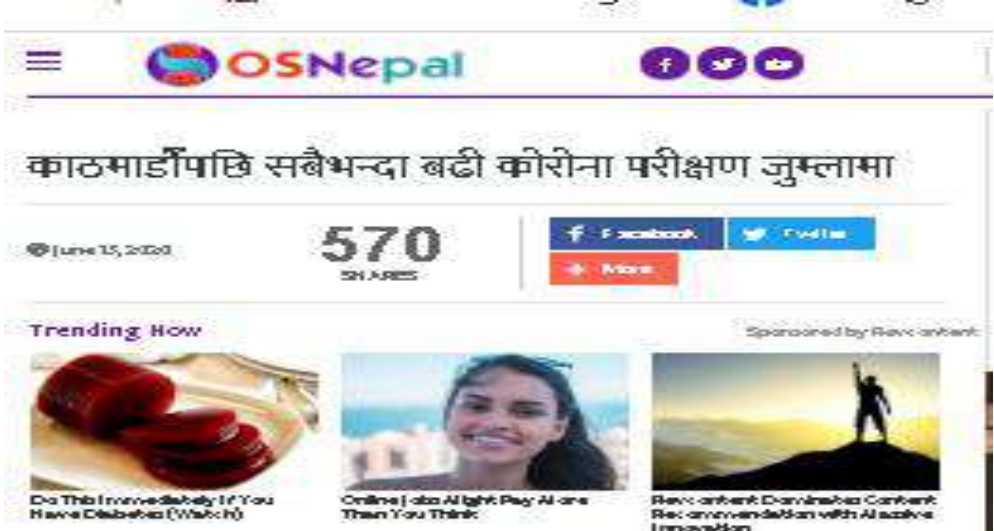 OSNepal
काठमाडौंपछि सबैभन्दा बढी कोरोना परीक्षण जुम्लामा
June 15, 2020
570
SHARES
Facebook
Twitter
More
Trending Now
Sponsored by Revcontent
Do This Immediately If You
Have Diabetes (Watch)
Online Jobs Might Pay More
Than You Think
Revcontent Dominates Content
Recommendation with Massive
Innovation